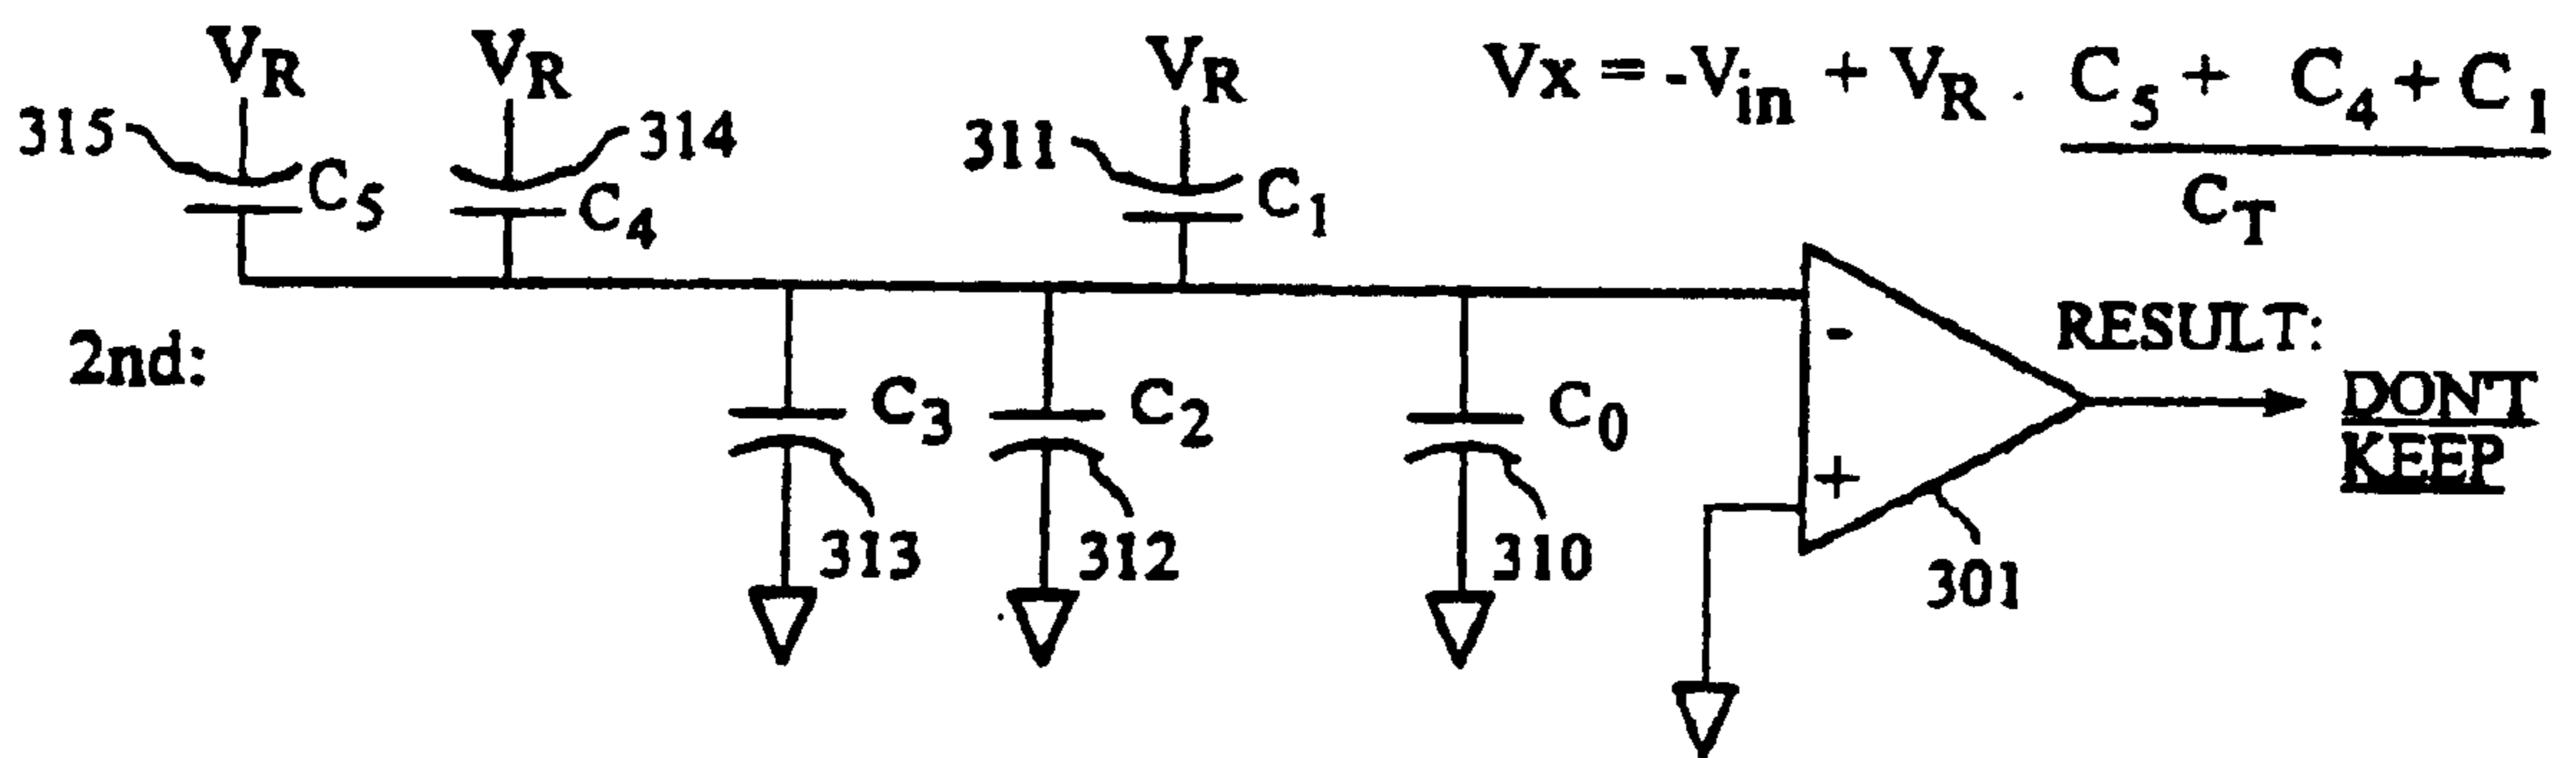 V_R V_R V_R Vx = -V_in + V_R · C_5 + C_4 + C_1
C_T
315 314 311
C_5 C_4 C_1
2nd:
C_3 C_2 C_0
- RESULT:
DON'T
KEEP
+
313 312 310 301